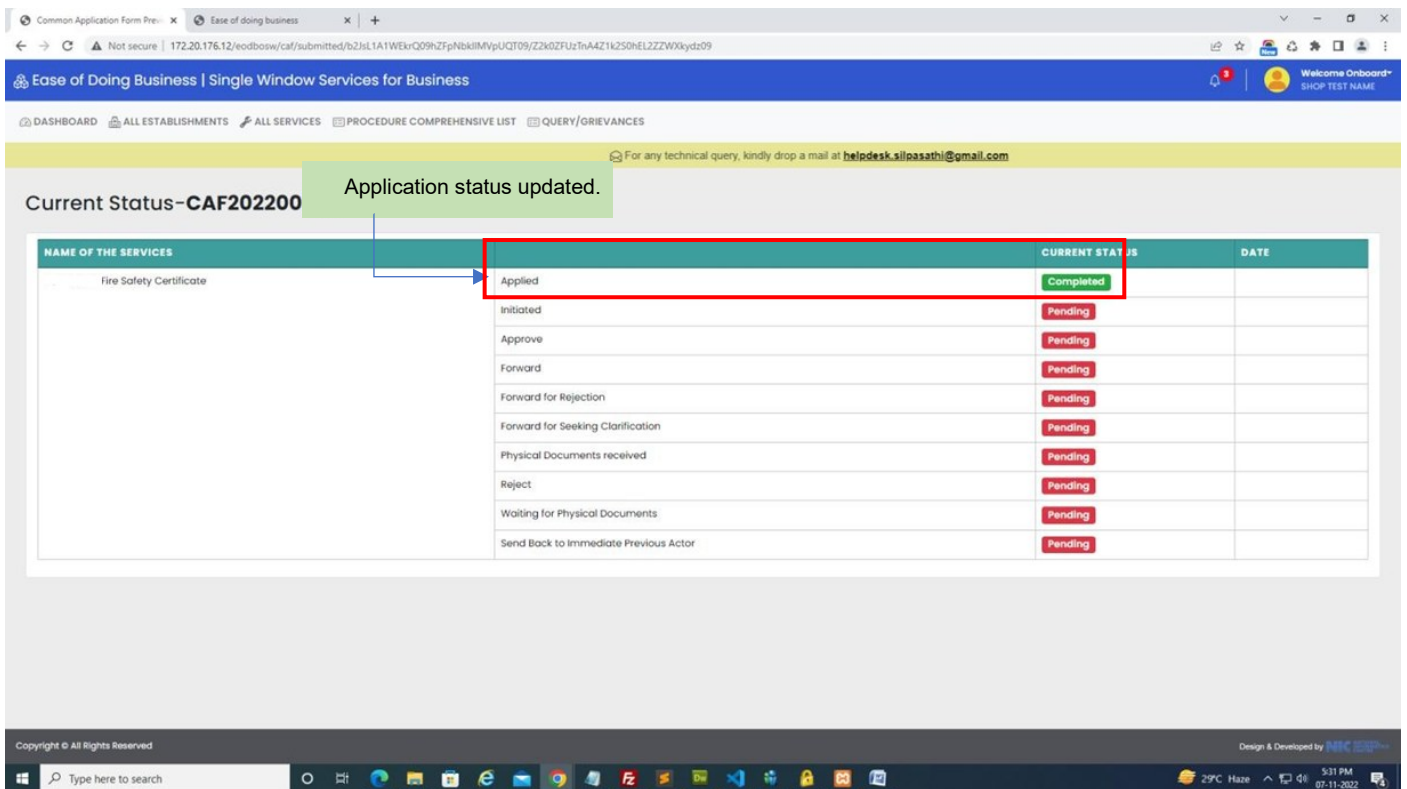 Common Application Form Prev
Ease of doing business
Not secure | 172.20.176.12/eodbosw/caf/submitted/
New
Ease of Doing Business | Single Window Services for Business
3
Welcome Onboard
SHOP TEST NAME
DASHBOARD ALL ESTABLISHMENTS ALL SERVICES PROCEDURE COMPREHENSIVE LIST QUERY/GRIEVANCES
For any technical query, kindly drop a mail at helpdesk.silpasathi@gmail.com
Application status updated.
Current Status-CAF202200
NAME OF THE SERVICES CURRENT STATUS DATE
Fire Safety Certificate Applied Completed
Initiated Pending
Approve Pending
Forward Pending
Forward for Rejection Pending
Forward for Seeking Clarification Pending
Physical Documents received Pending
Reject Pending
Waiting for Physical Documents Pending
Send Back to Immediate Previous Actor Pending
Copyright © All Rights Reserved
Design & Developed by NIC
Type here to search
29°C Haze
5:31 PM
07-11-2022